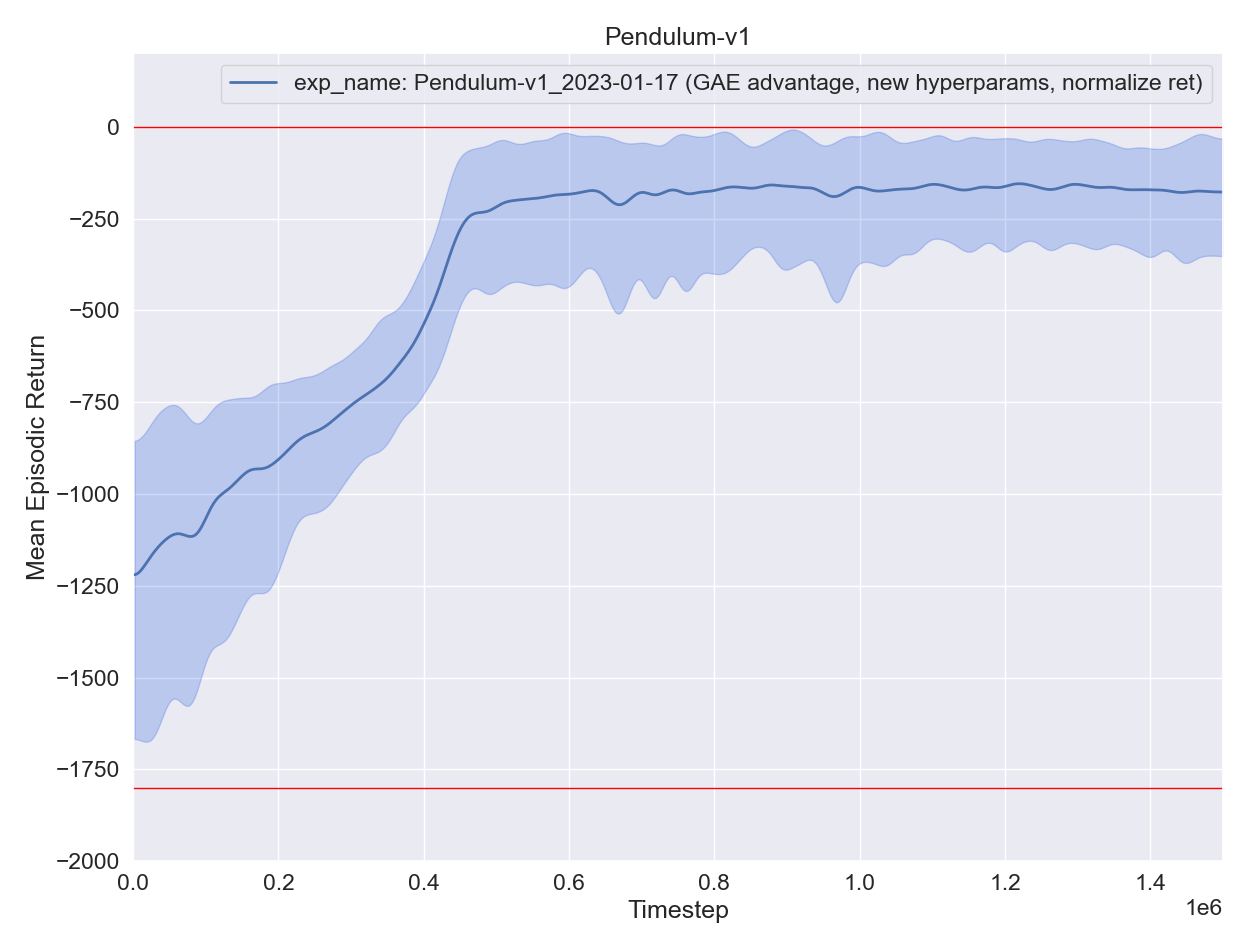 Pendulum-v1
exp_name: Pendulum-v1_2023-01-17 (GAE advantage, new hyperparams, normalize ret)
Mean Episodic Return
0
−250
−500
−750
−1000
−1250
−1500
−1750
−2000
0.0 0.2 0.4 0.6 0.8 1.0 1.2 1.4
1e6
Timestep